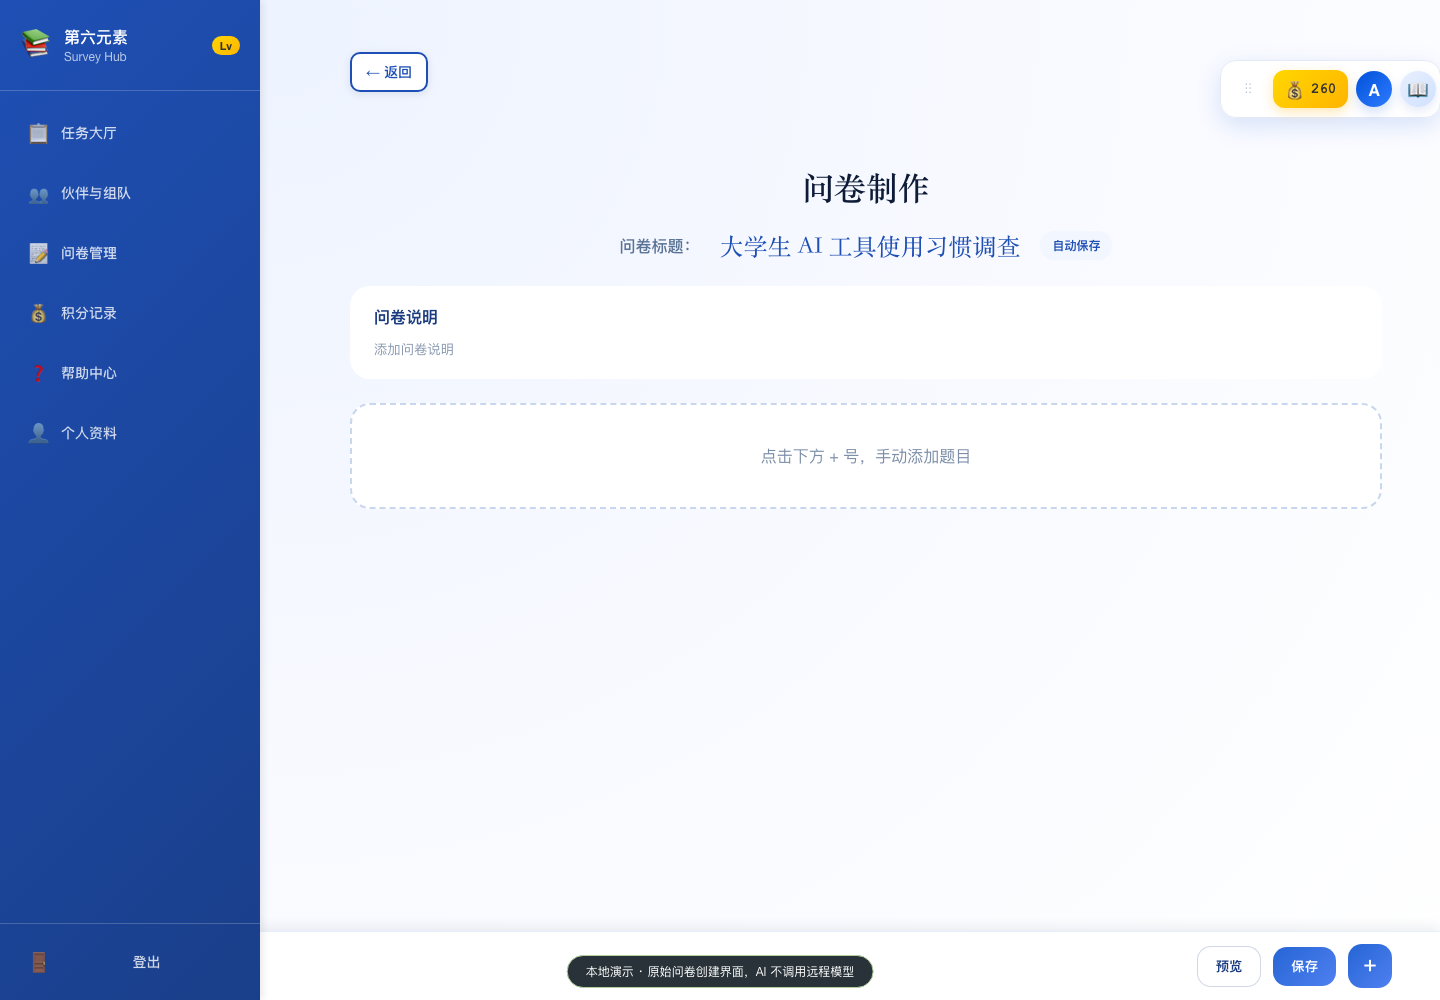 第六元素
Survey Hub
Lv
任务大厅
伙伴与组队
问卷管理
积分记录
帮助中心
个人资料
登出
← 返回
260
A
问卷制作
问卷标题：
大学生 AI 工具使用习惯调查
自动保存
问卷说明
添加问卷说明
点击下方 + 号，手动添加题目
本地演示 · 原始问卷创建界面，AI 不调用远程模型
预览
保存
+